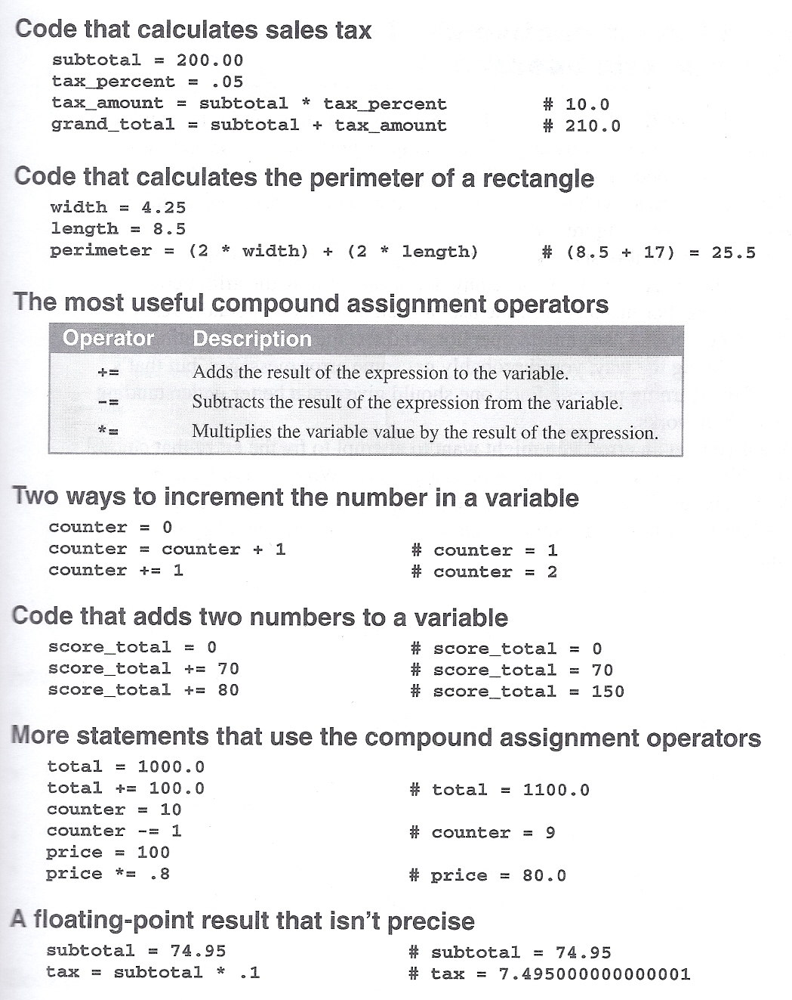 Code that calculates sales tax
subtotal = 200.00
tax_percent = .05
tax_amount = subtotal * tax_percent # 10.0
grand_total = subtotal + tax_amount # 210.0
Code that calculates the perimeter of a rectangle
width = 4.25
length = 8.5
perimeter = (2 * width) + (2 * length) # (8.5 + 17) = 25.5
The most useful compound assignment operators
Operator Description
+= Adds the result of the expression to the variable.
-= Subtracts the result of the expression from the variable.
*= Multiplies the variable value by the result of the expression.
Two ways to increment the number in a variable
counter = 0
counter = counter + 1 # counter = 1
counter += 1 # counter = 2
Code that adds two numbers to a variable
score_total = 0 # score_total = 0
score_total += 70 # score_total = 70
score_total += 80 # score_total = 150
More statements that use the compound assignment operators
total = 1000.0
total += 100.0 # total = 1100.0
counter = 10
counter -= 1 # counter = 9
price = 100
price *= .8 # price = 80.0
A floating-point result that isn't precise
subtotal = 74.95 # subtotal = 74.95
tax = subtotal * .1 # tax = 7.495000000000001